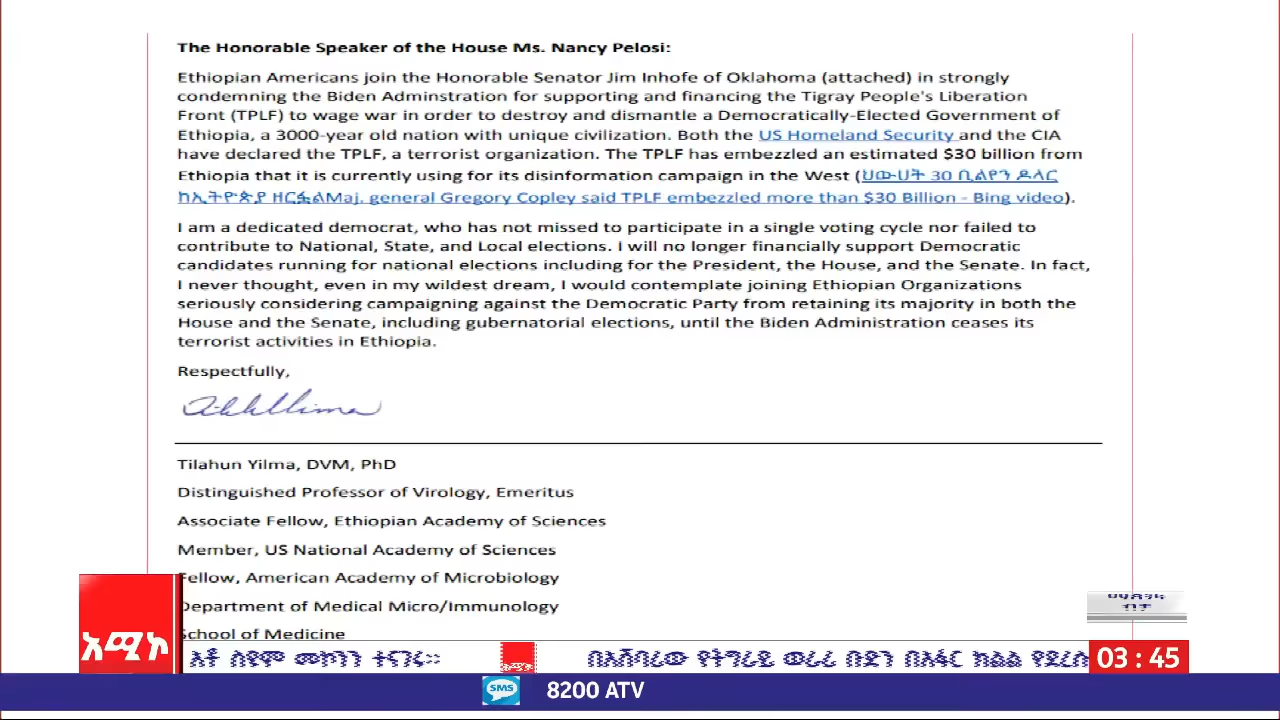 The Honorable Speaker of the House Ms. Nancy Pelosi:
Ethiopian Americans join the Honorable Senator Jim Inhofe of Oklahoma (attached) in strongly
condemning the Biden Adminstration for supporting and financing the Tigray People's Liberation
Front (TPLF) to wage war in order to destroy and dismantle a Democratically-Elected Government of
Ethiopia, a 3000-year old nation with unique civilization. Both the US Homeland Security and the CIA
have declared the TPLF, a terrorist organization. The TPLF has embezzled an estimated $30 billion from
Ethiopia that it is currently using for its disinformation campaign in the West (ህውሀት 30 ቢልየን ዶላር
ከኢትዮጵያ ዘርፏልMaj. general Gregory Copley said TPLF embezzled more than $30 Billion - Bing video).
I am a dedicated democrat, who has not missed to participate in a single voting cycle nor failed to
contribute to National, State, and Local elections. I will no longer financially support Democratic
candidates running for national elections including for the President, the House, and the Senate. In fact,
I never thought, even in my wildest dream, I would contemplate joining Ethiopian Organizations
seriously considering campaigning against the Democratic Party from retaining its majority in both the
House and the Senate, including gubernatorial elections, until the Biden Administration ceases its
terrorist activities in Ethiopia.
Respectfully,
Tilahun Yilma, DVM, PhD
Distinguished Professor of Virology, Emeritus
Associate Fellow, Ethiopian Academy of Sciences
Member, US National Academy of Sciences
Fellow, American Academy of Microbiology
Department of Medical Micro/Immunology
School of Medicine
አሚኮ
በአሸባሪው የትግራይ ወራሪ በድን በአፋር ክልል የደረሰ
03 : 45
SMS 8200 ATV